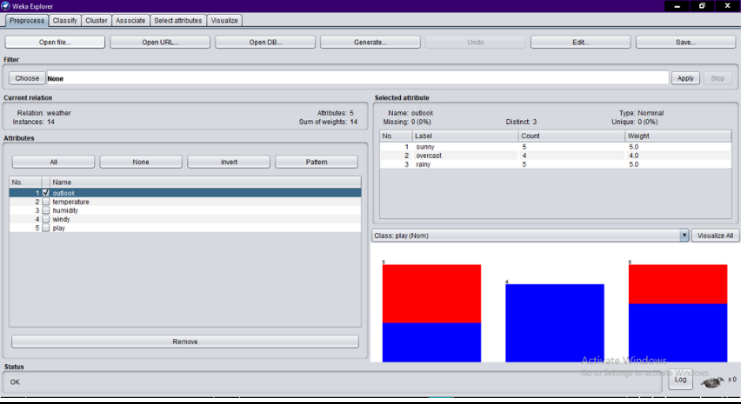 Weka Explorer
Preprocess Classify Cluster Associate Select attributes Visualize
Open file... Open URL... Open DB... Generate... Undo Edit... Save...
Filter
Choose None Apply Stop
Current relation
Relation: weather Attributes: 5
Instances: 14 Sum of weights: 14
Attributes
All None Invert Pattern
No. Name
1 outlook
2 temperature
3 humidity
4 windy
5 play
Remove
Selected attribute
Name: outlook Type: Nominal
Missing: 0 (0%) Distinct: 3 Unique: 0 (0%)
No. Label Count Weight
1 sunny 5 5.0
2 overcast 4 4.0
3 rainy 5 5.0
Class: play (Nom) Visualize All
5 4 5
Activate Windows
Go to Settings to activate Windows.
Status
OK Log x 0